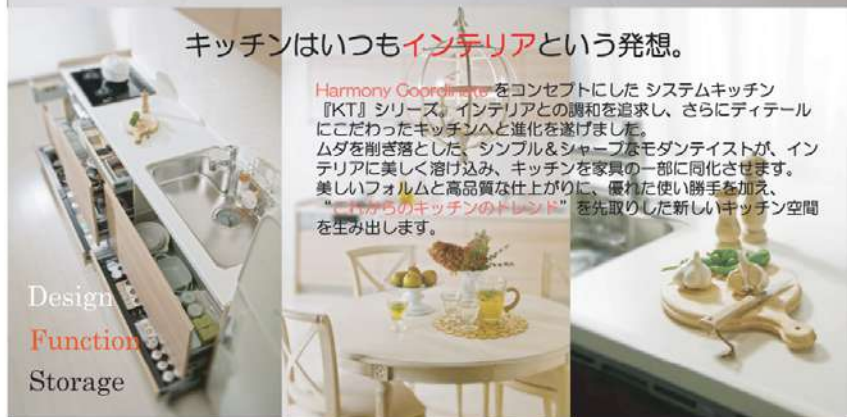 キッチンはいつもインテリアという発想。
Harmony Coordinate をコンセプトにした システムキッチン
『KT』シリーズ。インテリアとの調和を追求し、さらにディテール
にこだわったキッチンへと進化を遂げました。
ムダを削ぎ落とした、シンプル＆シャープなモダンテイストが、イン
テリアに美しく溶け込み、キッチンを家具の一部に同化させます。
美しいフォルムと高品質な仕上がりに、優れた使い勝手を加え、
“これからのキッチンのトレンド”を先取りした新しいキッチン空間
を生み出します。
Design
Function
Storage